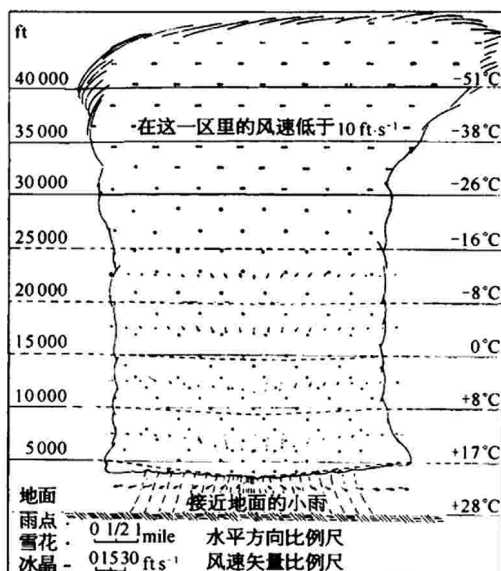 ft
40 000 −51℃
在这一区里的风速低于10 ft·s⁻¹
35 000 −38℃
30 000 −26℃
25 000 −16℃
20 000 −8℃
15 000 0℃
10 000 +8℃
5 000 +17℃
接近地面的小雨
地面 +28℃
雨点
雪花 0 1/2 1 mile 水平方向比例尺
冰晶 0 15 30 ft s⁻¹ 风速矢量比例尺